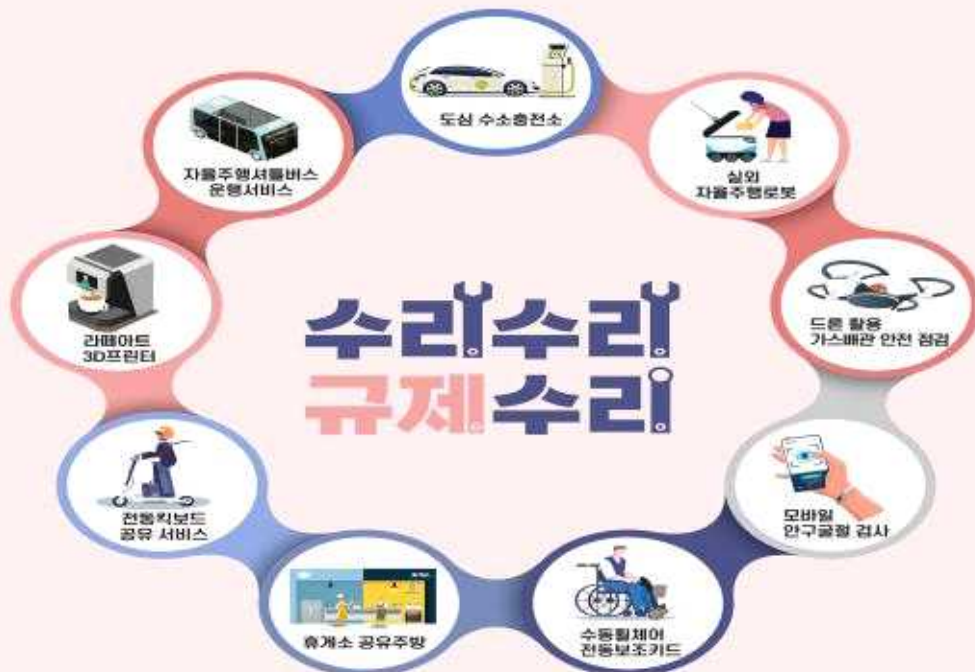 도심 수소충전소
실외
자율주행로봇
드론 활용
가스배관 안전 점검
모바일
안구굴절 검사
수동휠체어
전동보조키트
휴게소 공유주방
전동킥보드
공유 서비스
라떼아트
3D프린터
자율주행셔틀버스
운행서비스
수리수리
규제수리